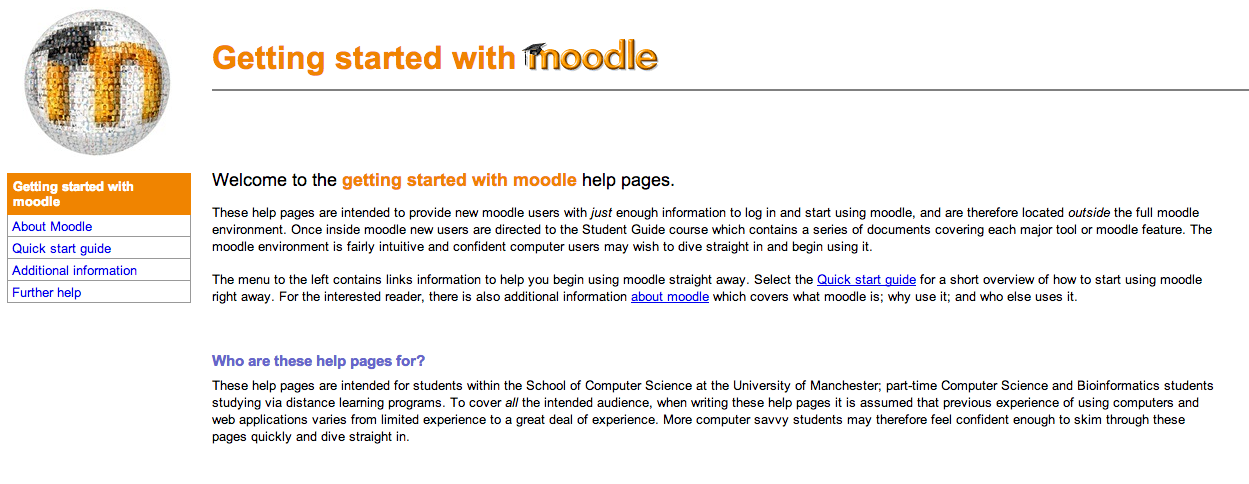 m
Getting started with moodle
Getting started with
moodle
About Moodle
Quick start guide
Additional information
Further help
Welcome to the getting started with moodle help pages.
These help pages are intended to provide new moodle users with just enough information to log in and start using moodle, and are therefore located outside the full moodle
environment. Once inside moodle new users are directed to the Student Guide course which contains a series of documents covering each major tool or moodle feature. The
moodle environment is fairly intuitive and confident computer users may wish to dive straight in and begin using it.
The menu to the left contains links information to help you begin using moodle straight away. Select the Quick start guide for a short overview of how to start using moodle
right away. For the interested reader, there is also additional information about moodle which covers what moodle is; why use it; and who else uses it.
Who are these help pages for?
These help pages are intended for students within the School of Computer Science at the University of Manchester; part-time Computer Science and Bioinformatics students
studying via distance learning programs. To cover all the intended audience, when writing these help pages it is assumed that previous experience of using computers and
web applications varies from limited experience to a great deal of experience. More computer savvy students may therefore feel confident enough to skim through these
pages quickly and dive straight in.